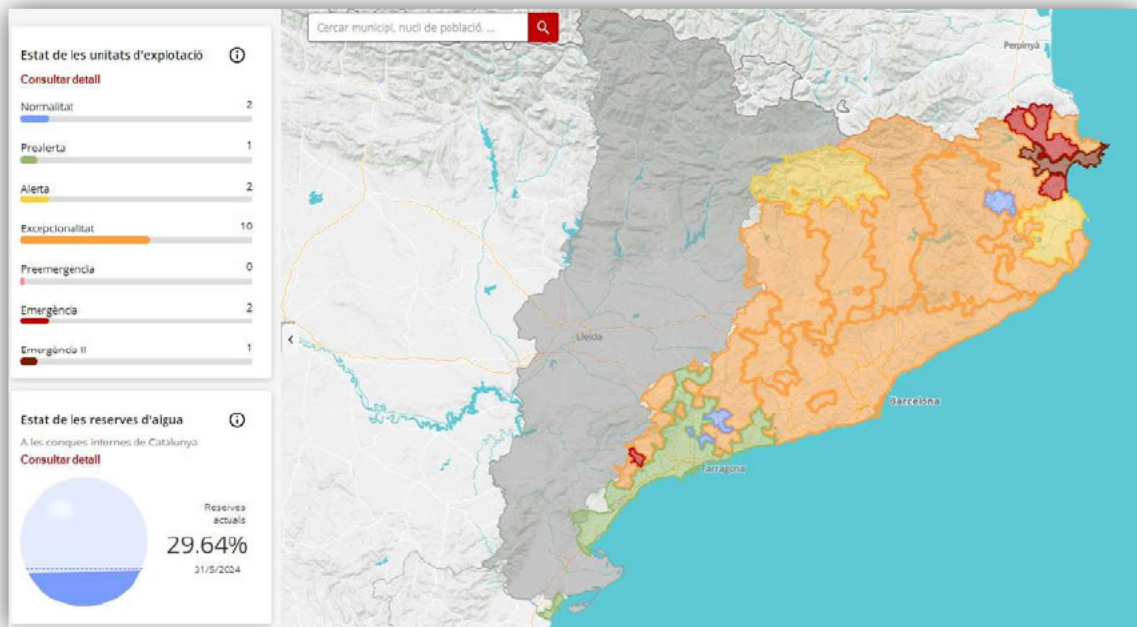 Estat de les unitats d'explotació
Consultar detall
Normalitat 2
Prealerta 1
Alerta 2
Excepcionalitat 10
Preemergència 0
Emergència 2
Emergència II 1
Estat de les reserves d'aigua
A les conques internes de Catalunya
Consultar detall
Reserves
actuals
29.64%
31/5/2024
Cercar municipi, nucli de població, ...
Perpinyà
Girona
Lleida
Barcelona
Tarragona